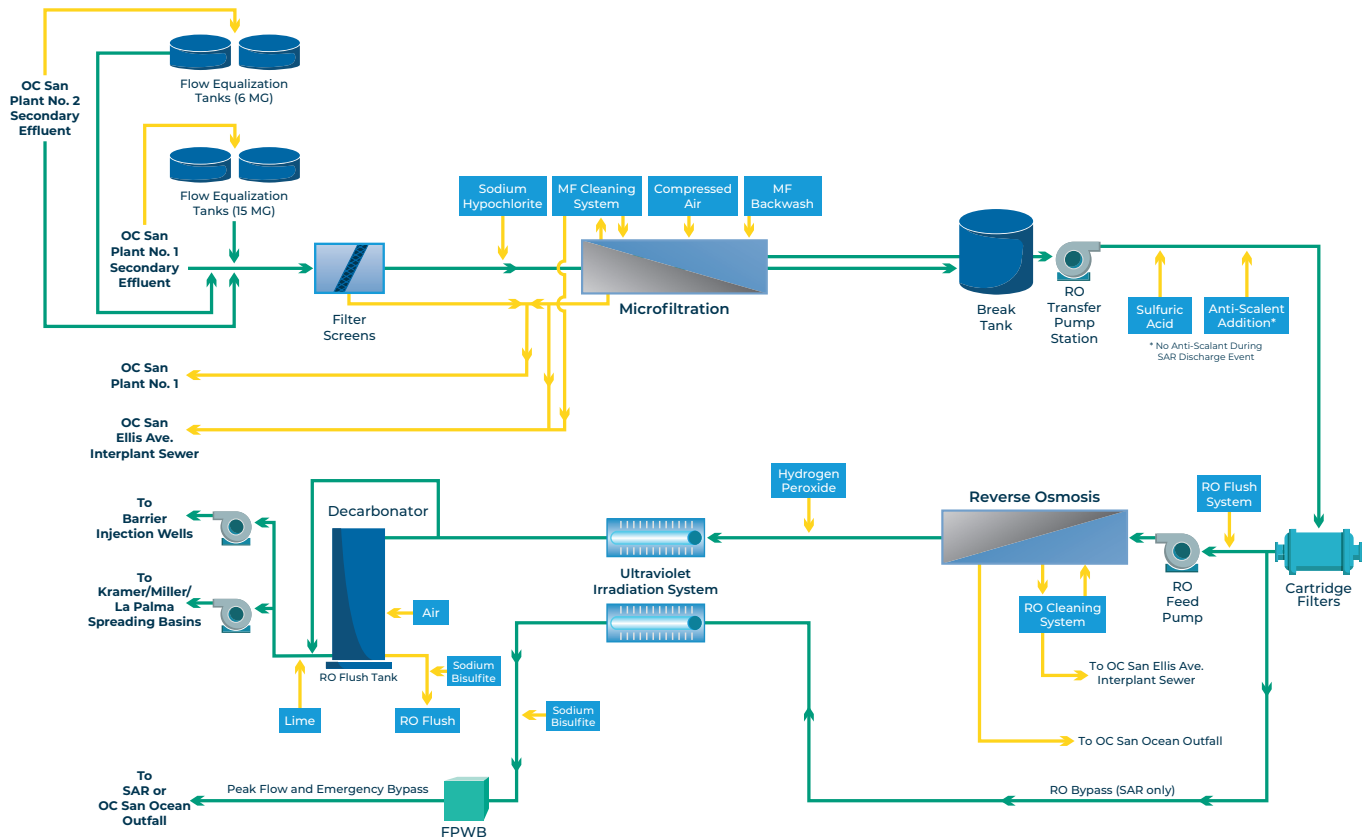 OC San
Plant No. 2
Secondary
Effluent
Flow Equalization
Tanks (6 MG)
Flow Equalization
Tanks (15 MG)
OC San
Plant No. 1
Secondary
Effluent
Filter
Screens
Sodium
Hypochlorite
MF Cleaning
System
Compressed
Air
MF
Backwash
Microfiltration
Break
Tank
RO
Transfer
Pump
Station
Sulfuric
Acid
Anti-Scalent
Addition*
* No Anti-Scalant During
SAR Discharge Event
OC San
Plant No. 1
OC San
Ellis Ave.
Interplant Sewer
To
Barrier
Injection Wells
To
Kramer/Miller/
La Palma
Spreading Basins
Decarbonator
Air
RO Flush Tank
Sodium
Bisulfite
Lime
RO Flush
Ultraviolet
Irradiation System
Hydrogen
Peroxide
Reverse Osmosis
RO Flush
System
RO
Feed
Pump
Cartridge
Filters
RO Cleaning
System
To OC San Ellis Ave.
Interplant Sewer
To OC San Ocean Outfall
Sodium
Bisulfite
To
SAR or
OC San Ocean
Outfall
Peak Flow and Emergency Bypass
FPWB
RO Bypass (SAR only)